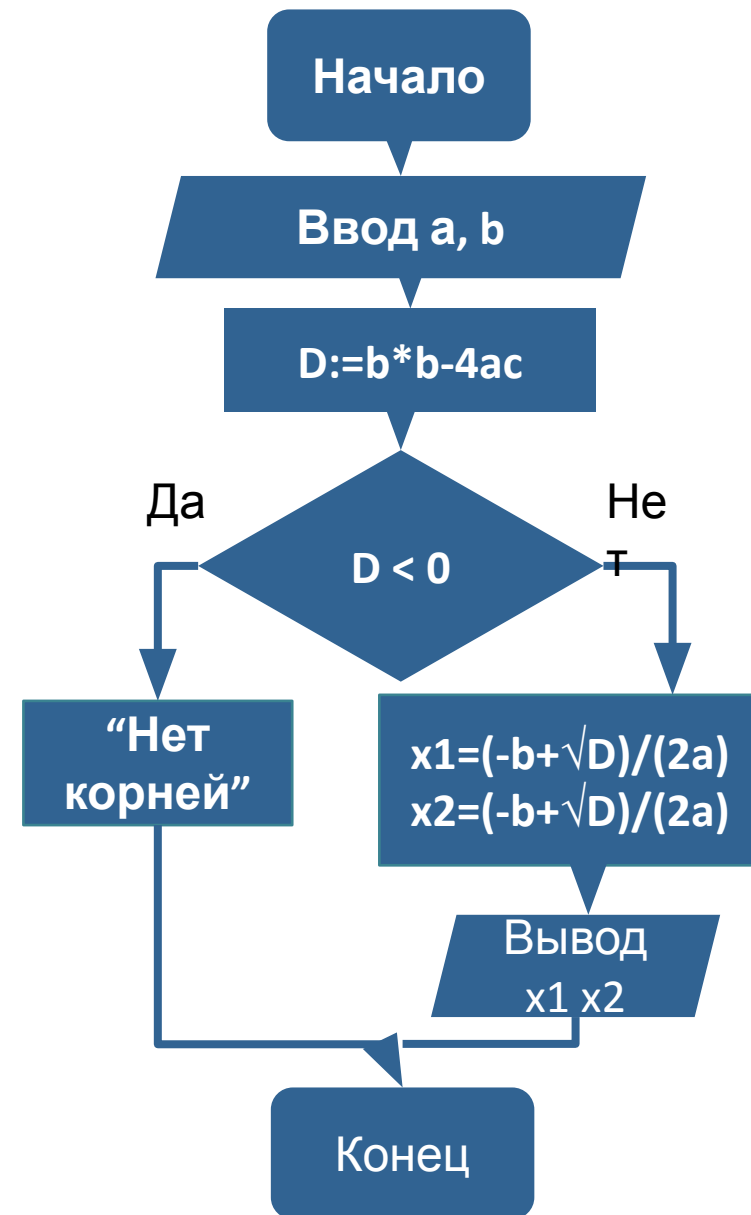 Начало
Ввод a, b
D:=b*b-4ac
Да
Не
т
D < 0
“Нет
корней”
x1=(-b+√D)/(2a)
x2=(-b+√D)/(2a)
Вывод
x1 x2
Конец